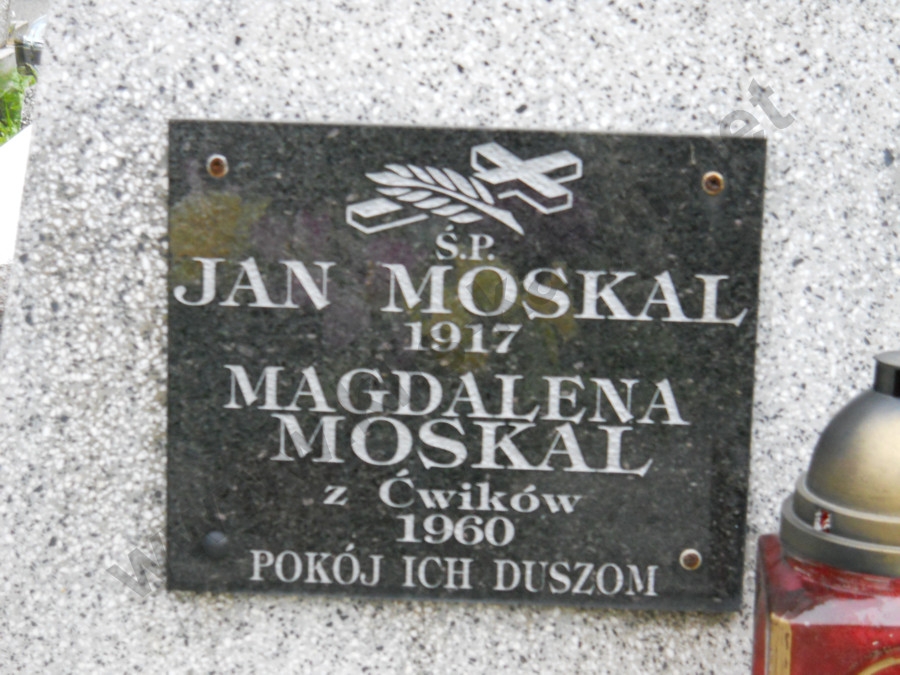 Ś.P.
JAN MOSKAL
1917
MAGDALENA
MOSKAL
z Ćwików
1960
POKÓJ ICH DUSZOM